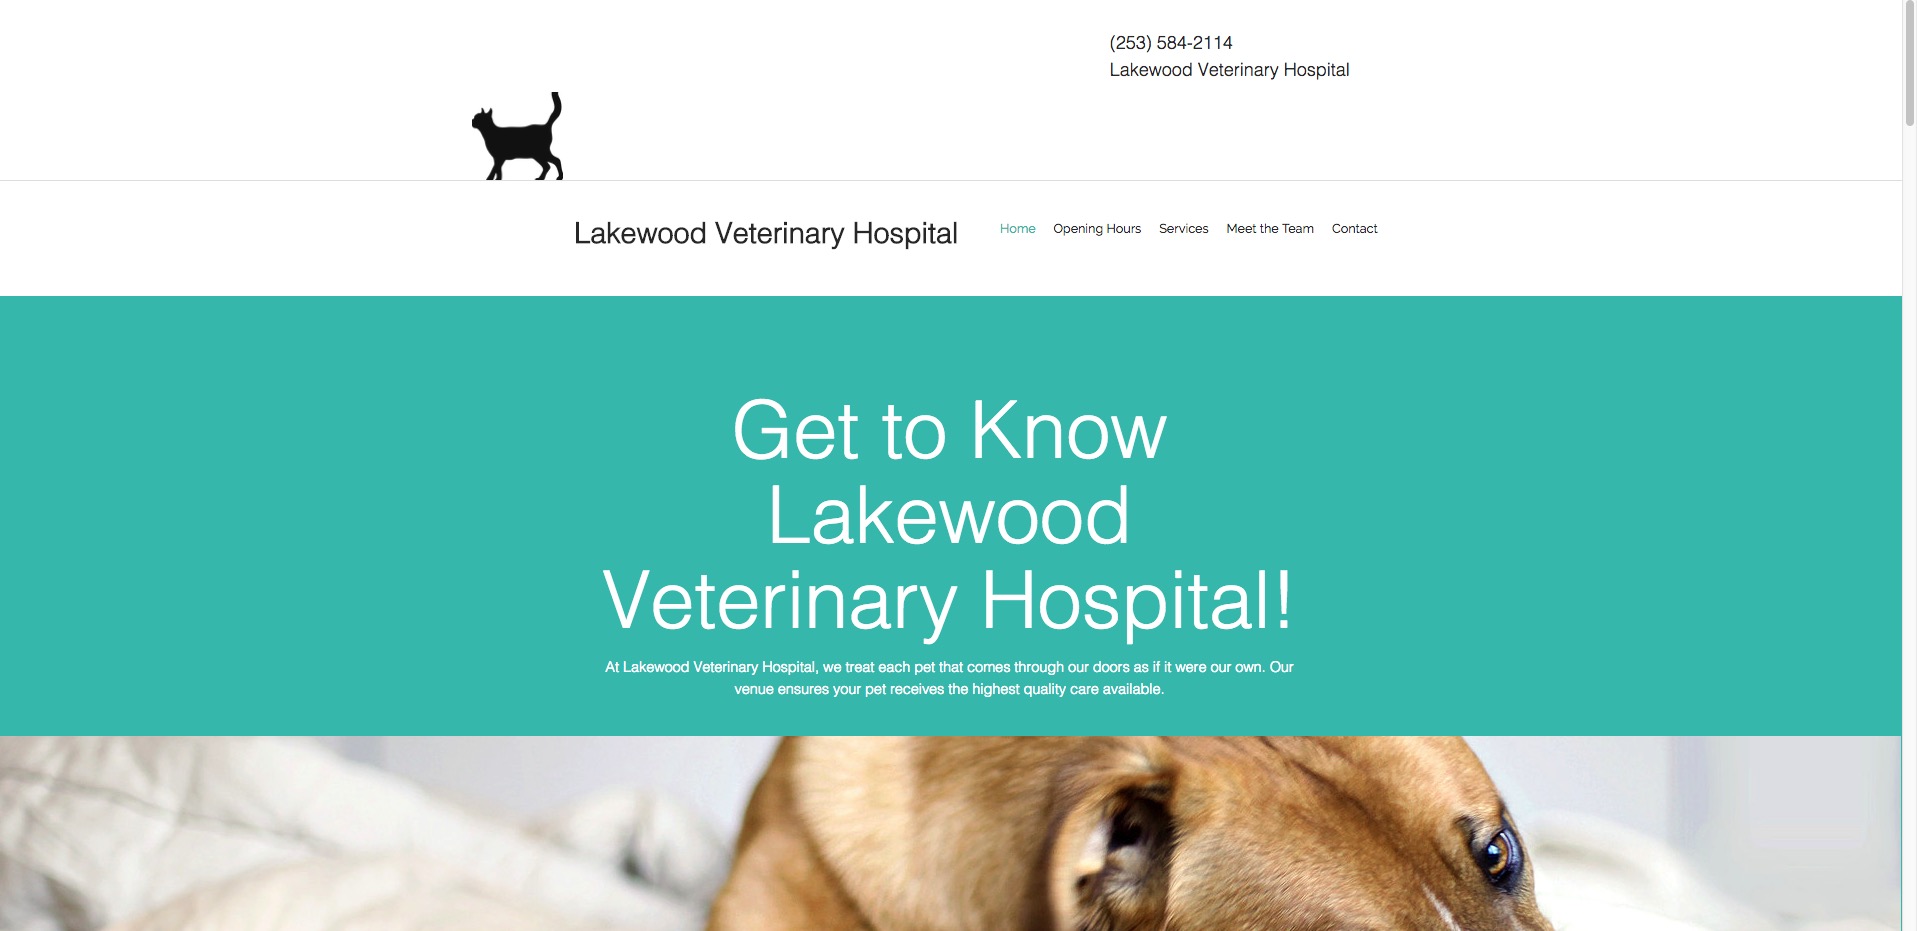 (253) 584-2114
Lakewood Veterinary Hospital
Lakewood Veterinary Hospital
Home Opening Hours Services Meet the Team Contact
Get to Know
Lakewood
Veterinary Hospital!
At Lakewood Veterinary Hospital, we treat each pet that comes through our doors as if it were our own. Our
venue ensures your pet receives the highest quality care available.